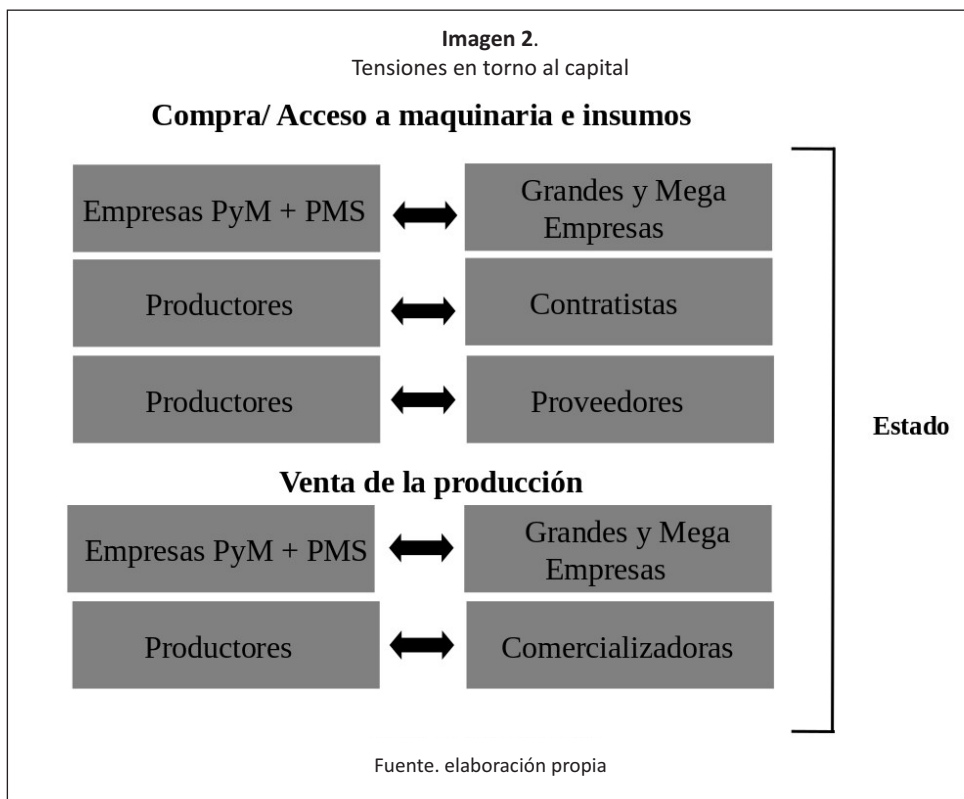 Imagen 2.
Tensiones en torno al capital
Compra/ Acceso a maquinaria e insumos
Empresas PyM + PMS
Grandes y Mega
Empresas
Productores
Contratistas
Productores
Proveedores
Estado
Venta de la producción
Empresas PyM + PMS
Grandes y Mega
Empresas
Productores
Comercializadoras
Fuente. elaboración propia